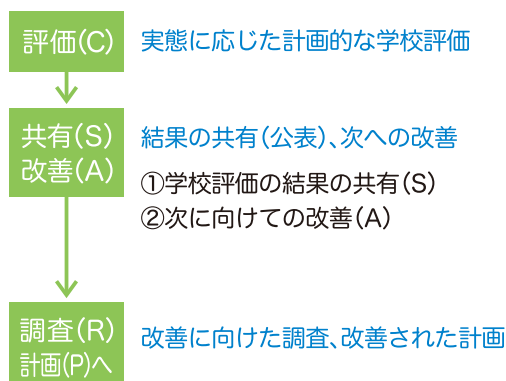 評価(C)
実態に応じた計画的な学校評価
共有(S)
改善(A)
結果の共有(公表)、次への改善
①学校評価の結果の共有(S)
②次に向けての改善(A)
調査(R)
計画(P)へ
改善に向けた調査、改善された計画